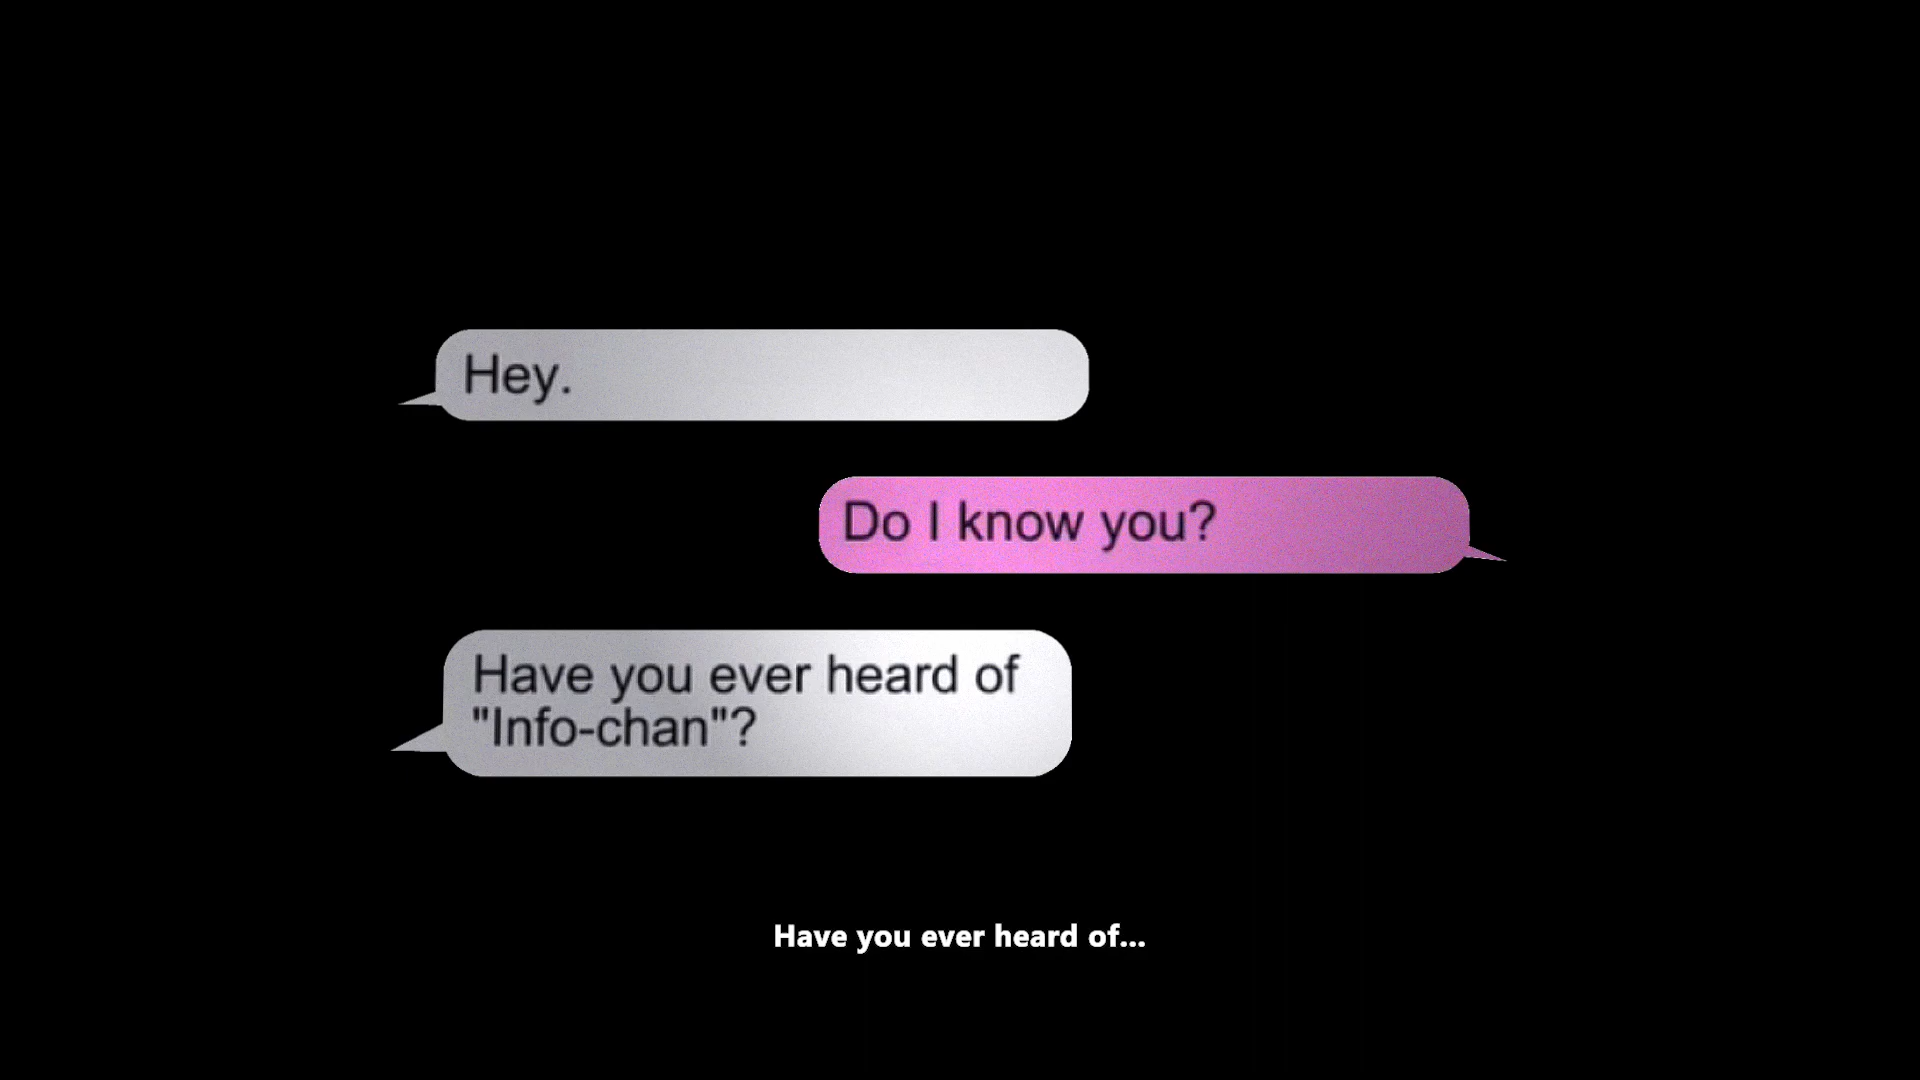 Hey.
Do I know you?
Have you ever heard of
"Info-chan"?
Have you ever heard of...